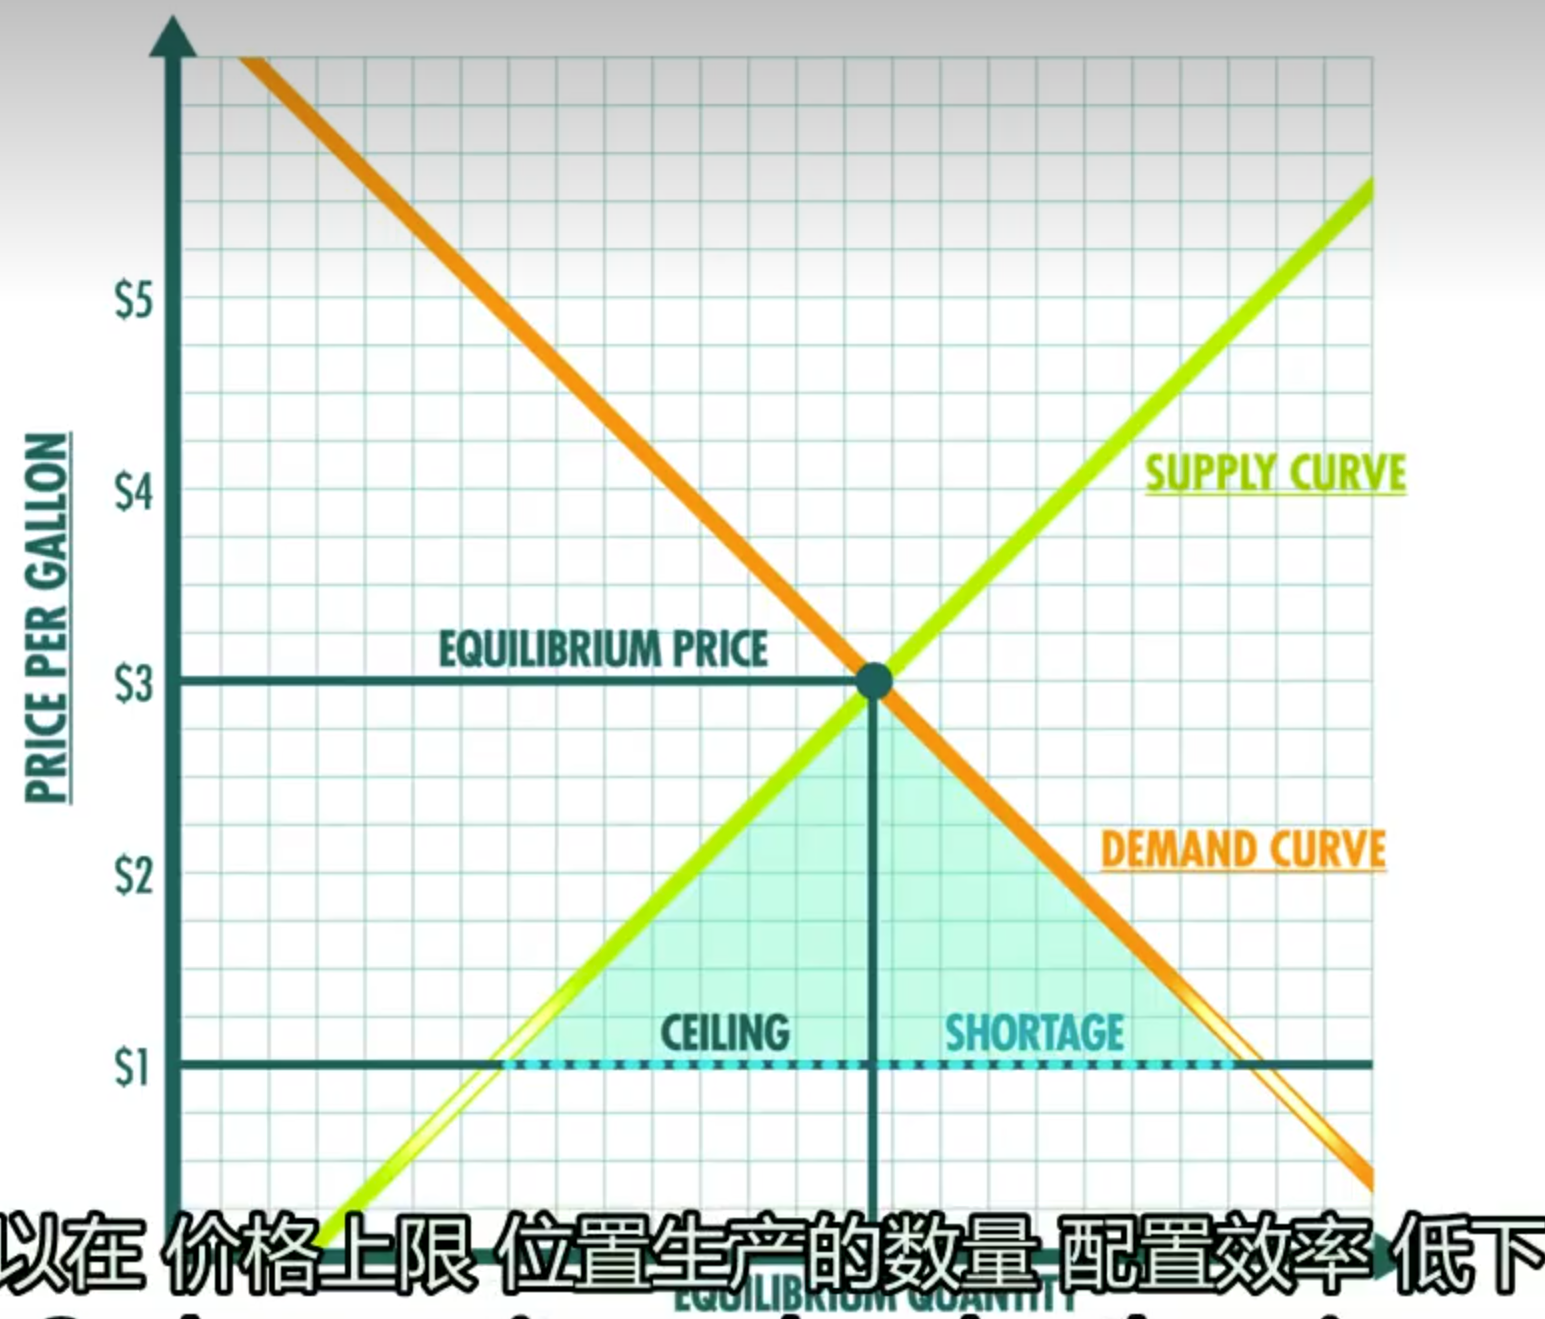 $5
PRICE PER GALLON
$4
SUPPLY CURVE
EQUILIBRIUM PRICE
$3
DEMAND CURVE
$2
CEILING
SHORTAGE
$1
以在 价格上限 位置生产的数量 配置效率 低下
EQUILIBRIUM QUANTITY